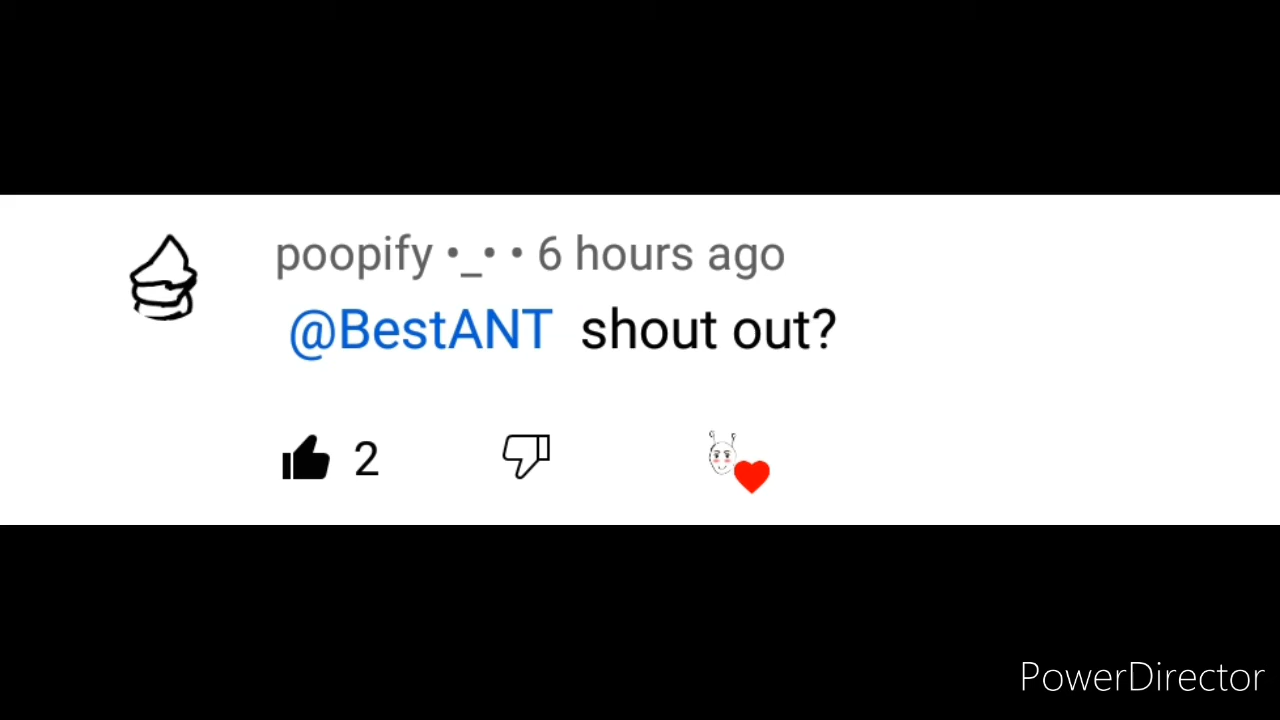 poopify •_• • 6 hours ago
@BestANT shout out?
2
PowerDirector